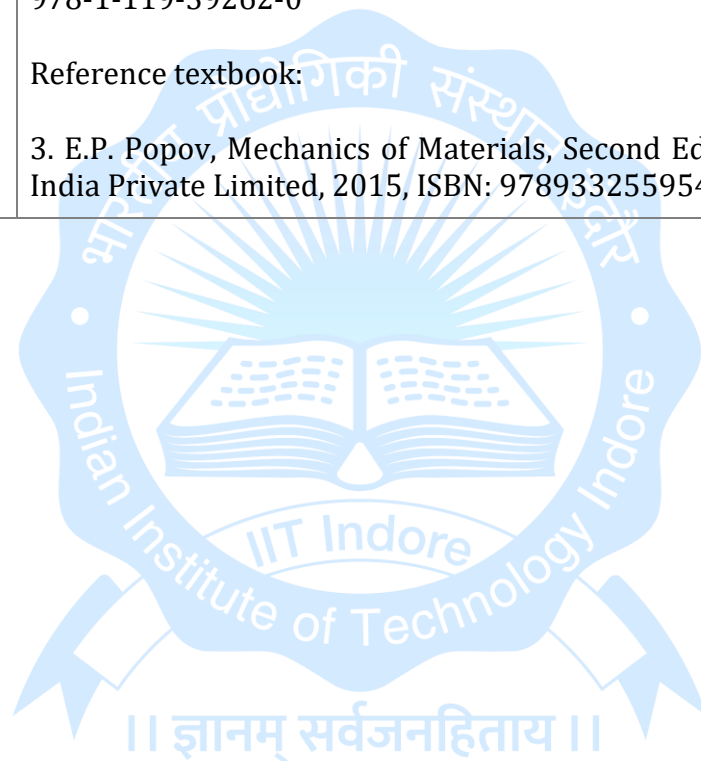 978-1-119-39262-0
Reference textbook:
3. E.P. Popov, Mechanics of Materials, Second Ed
India Private Limited, 2015, ISBN: 978933255954
भारतीय प्रौद्योगिकी संस्थान इंदौर
Indian Institute of Technology Indore
IIT Indore
।। ज्ञानम् सर्वजनहिताय ।।